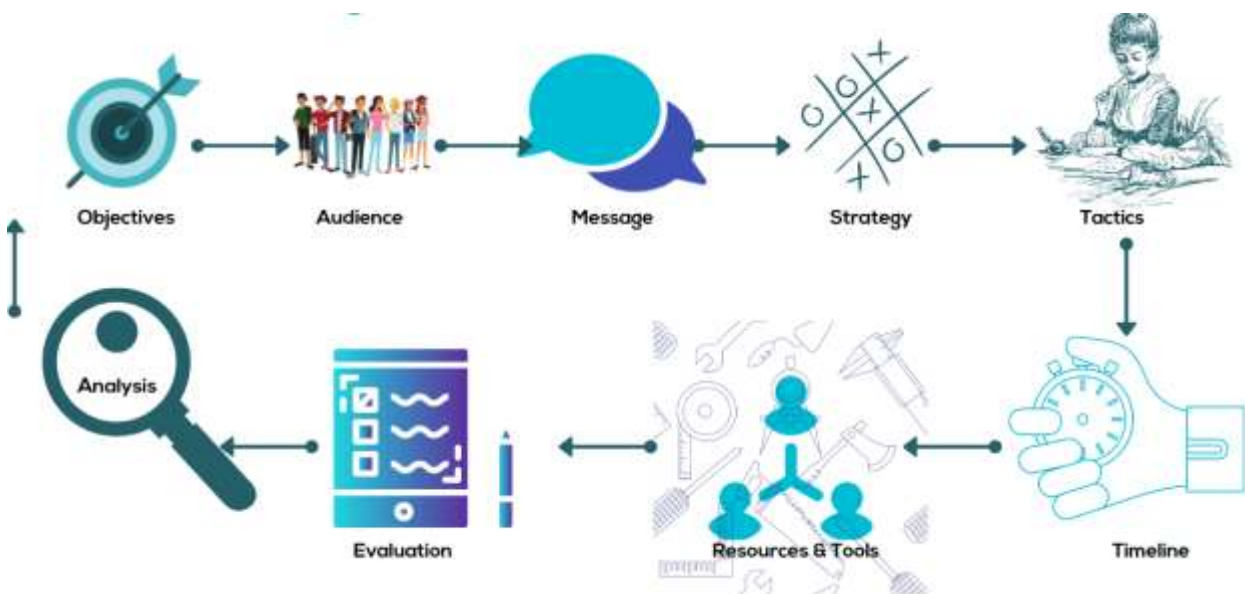 Objectives
Audience
Message
Strategy
Tactics
Analysis
Evaluation
Resources & Tools
Timeline